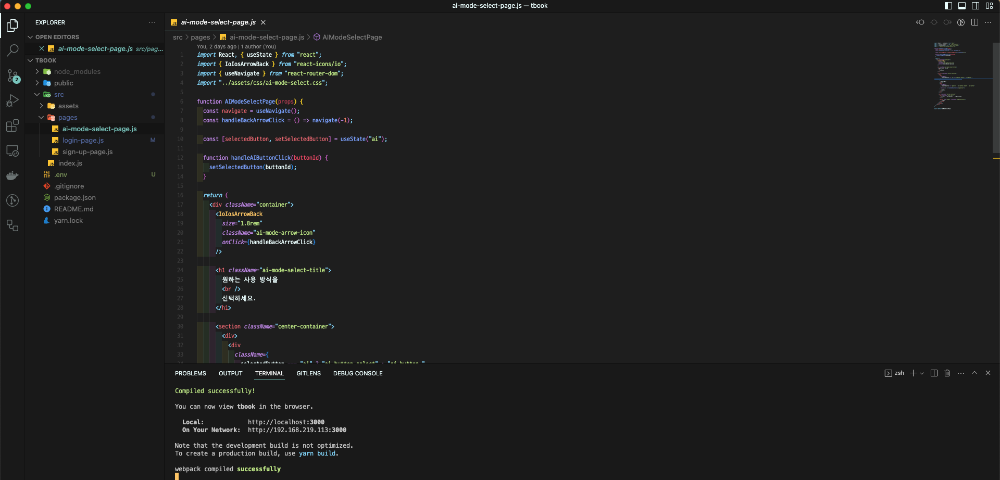 ai-mode-select-page.js — tbook
EXPLORER
OPEN EDITORS
ai-mode-select-page.js src/pag...
TBOOK
node_modules
public
src
assets
pages
ai-mode-select-page.js
login-page.js M
sign-up-page.js
index.js
.env U
.gitignore
package.json
README.md
yarn.lock
2
ai-mode-select-page.js
src > pages > ai-mode-select-page.js > AIModeSelectPage
You, 2 days ago | 1 author (You)
1 import React, { useState } from "react";
2 import { IoIosArrowBack } from "react-icons/io";
3 import { useNavigate } from "react-router-dom";
4 import "../assets/css/ai-mode-select.css";
5
6 function AIModeSelectPage(props) {
7 const navigate = useNavigate();
8 const handleBackArrowClick = () => navigate(-1);
9
10 const [selectedButton, setSelectedButton] = useState("ai");
11
12 function handleAIButtonClick(buttonId) {
13 setSelectedButton(buttonId);
14 }
15
16 return (
17 <div className="container">
18 <IoIosArrowBack
19 size="1.8rem"
20 className="ai-mode-arrow-icon"
21 onClick={handleBackArrowClick}
22 />
23
24 <h1 className="ai-mode-select-title">
25 원하는 사용 방식을
26 <br />
27 선택하세요.
28 </h1>
29
30 <section className="center-container">
31 <div>
32 <div
33 className={
PROBLEMS OUTPUT TERMINAL GITLENS DEBUG CONSOLE
zsh
Compiled successfully!
You can now view tbook in the browser.
Local: http://localhost:3000
On Your Network: http://192.168.219.113:3000
Note that the development build is not optimized.
To create a production build, use yarn build.
webpack compiled successfully